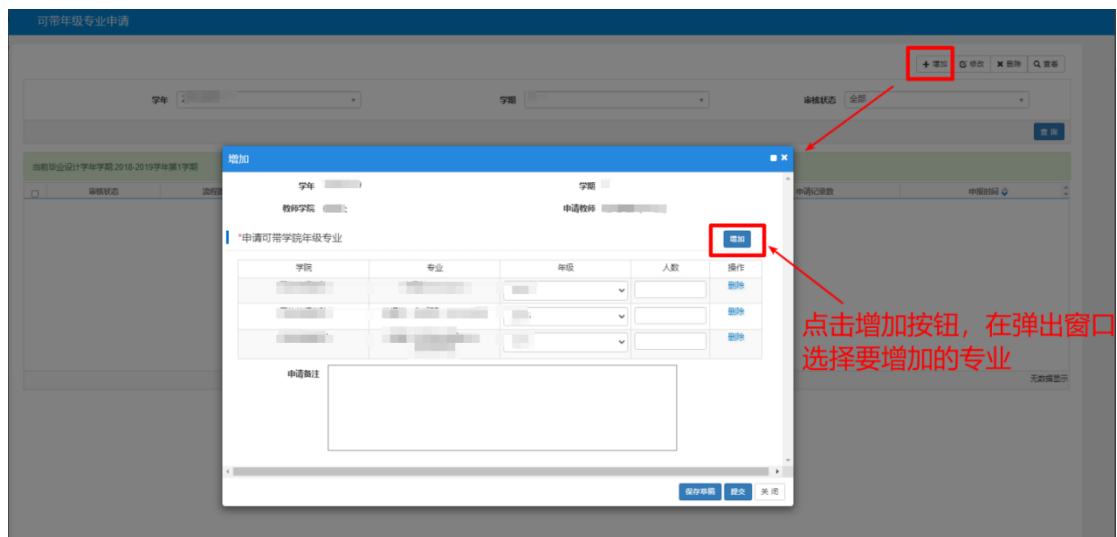 可带年级专业申请
增加 修改 删除 查看
学年 学期 审核状态 全部
查 询
当前毕业设计学年学期:2018-2019学年第1学期
审核状态 申请记录数 申报时间
增加
学年 学期
教师学院 申请教师
*申请可带学院年级专业 增加
学院 专业 年级 人数 操作
删除
删除
删除
点击增加按钮，在弹出窗口
选择要增加的专业
申请备注
无数据显示
保存草稿 提交 关 闭